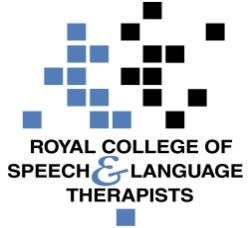 ROYAL COLLEGE OF
SPEECH & LANGUAGE
THERAPISTS